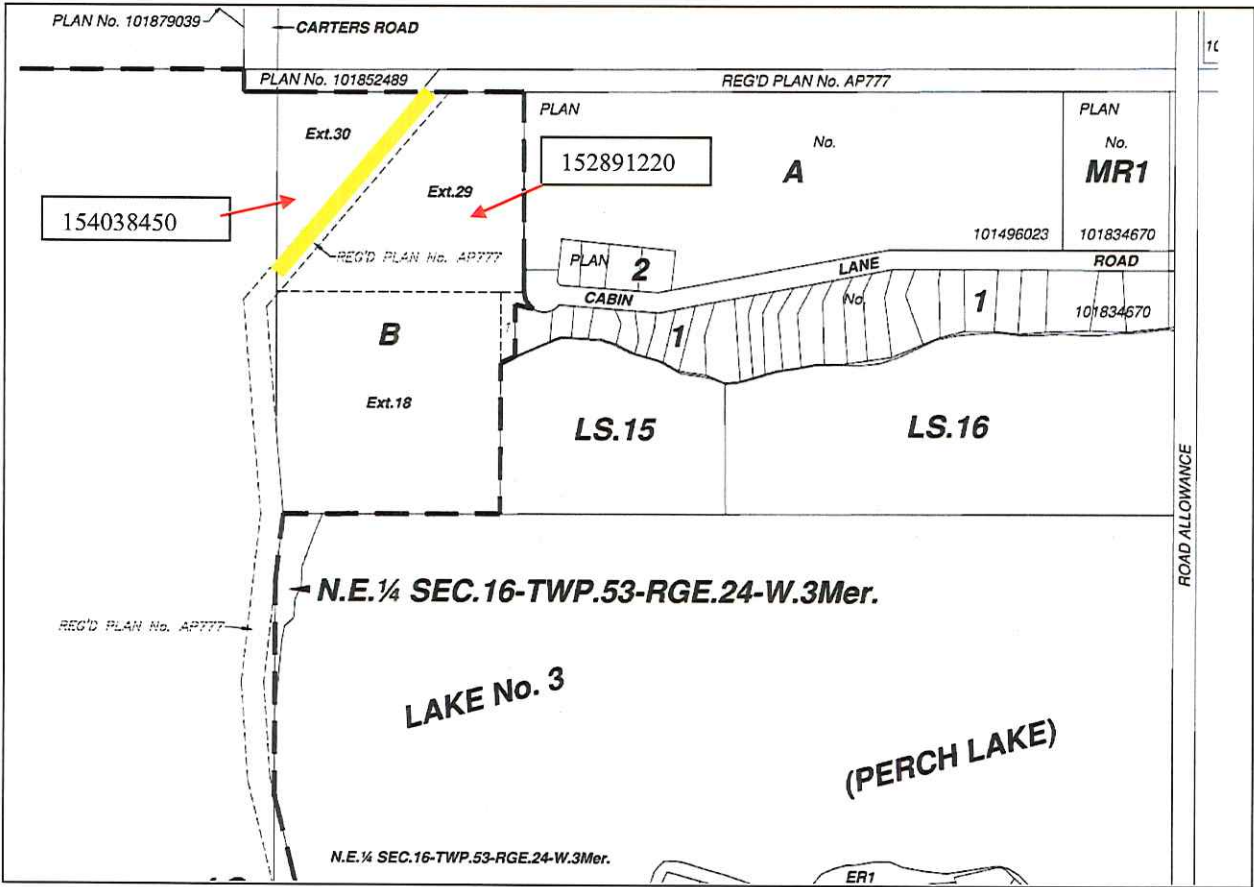 PLAN No. 101879039
CARTERS ROAD
10
PLAN No. 101852489
REG'D PLAN No. AP777
PLAN
PLAN
Ext.30
No.
No.
152891220
A
MR1
Ext.29
154038450
101496023
101834670
REG'D PLAN No. AP777
PLAN
2
LANE
ROAD
CABIN
No.
1
101834670
B
1
Ext.18
LS.15
LS.16
ROAD ALLOWANCE
N.E.¼ SEC.16-TWP.53-RGE.24-W.3Mer.
REG'D PLAN No. AP777
LAKE No. 3
(PERCH LAKE)
N.E.¼ SEC.16-TWP.53-RGE.24-W.3Mer.
ER1